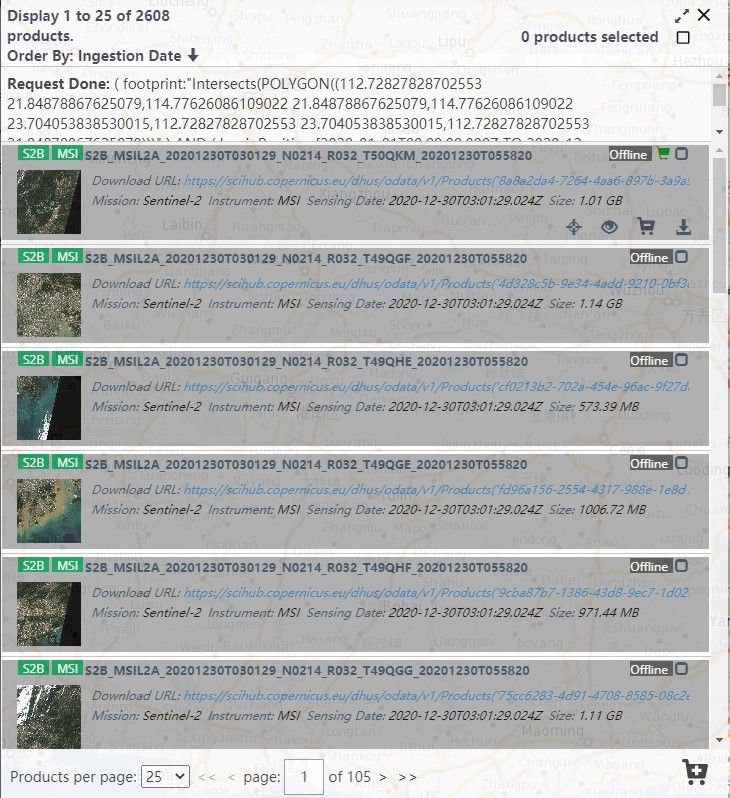 Display 1 to 25 of 2608
products.
0 products selected
Order By: Ingestion Date
Request Done: ( footprint:"Intersects(POLYGON((112.72827828702553
21.84878867625079,114.77626086109022 21.84878867625079,114.77626086109022
23.704053838530015,112.72827828702553 23.704053838530015,112.72827828702553
S2B MSI S2B_MSIL2A_20201230T030129_N0214_R032_T50QKM_20201230T055820 Offline
Download URL: https://scihub.copernicus.eu/dhus/odata/v1/Products('8a8e2da4-7264-4aa6-897b-3a9a
Mission: Sentinel-2 Instrument: MSI Sensing Date: 2020-12-30T03:01:29.024Z Size: 1.01 GB
S2B MSI S2B_MSIL2A_20201230T030129_N0214_R032_T49QGF_20201230T055820 Offline
Download URL: https://scihub.copernicus.eu/dhus/odata/v1/Products('4d328c5b-9e34-4add-9210-0bf3
Mission: Sentinel-2 Instrument: MSI Sensing Date: 2020-12-30T03:01:29.024Z Size: 1.14 GB
S2B MSI S2B_MSIL2A_20201230T030129_N0214_R032_T49QHE_20201230T055820 Offline
Download URL: https://scihub.copernicus.eu/dhus/odata/v1/Products('cf0213b2-702a-454e-96ac-9f27d
Mission: Sentinel-2 Instrument: MSI Sensing Date: 2020-12-30T03:01:29.024Z Size: 573.39 MB
S2B MSI S2B_MSIL2A_20201230T030129_N0214_R032_T49QGE_20201230T055820 Offline
Download URL: https://scihub.copernicus.eu/dhus/odata/v1/Products('fd96a156-2554-4317-988e-1e8d
Mission: Sentinel-2 Instrument: MSI Sensing Date: 2020-12-30T03:01:29.024Z Size: 1006.72 MB
S2B MSI S2B_MSIL2A_20201230T030129_N0214_R032_T49QHF_20201230T055820 Offline
Download URL: https://scihub.copernicus.eu/dhus/odata/v1/Products('9cba87b7-1386-43d8-9ec7-1d02
Mission: Sentinel-2 Instrument: MSI Sensing Date: 2020-12-30T03:01:29.024Z Size: 971.44 MB
S2B MSI S2B_MSIL2A_20201230T030129_N0214_R032_T49QGG_20201230T055820 Offline
Download URL: https://scihub.copernicus.eu/dhus/odata/v1/Products('75cc6283-4d91-4708-8585-08c2e
Mission: Sentinel-2 Instrument: MSI Sensing Date: 2020-12-30T03:01:29.024Z Size: 1.11 GB
Maoming
Products per page: 25 << < page: 1 of 105 > >>